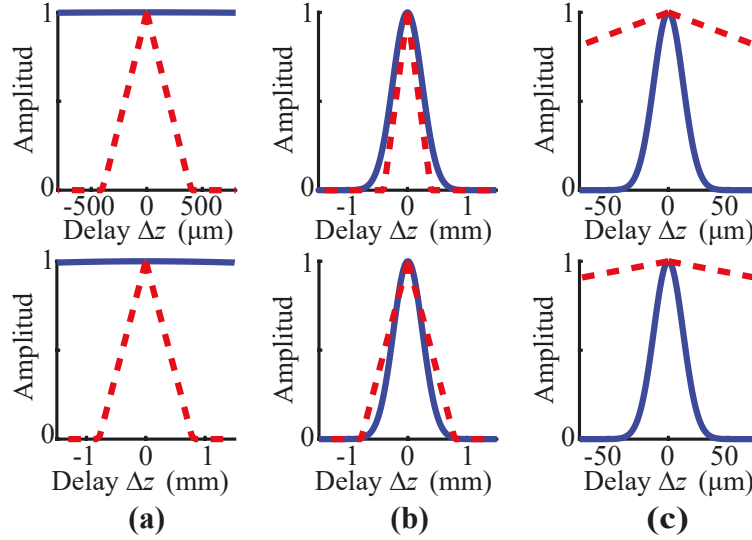 1
Amplitud
0
-500 0 500
Delay Δz (μm)
1
Amplitud
0
-1 0 1
Delay Δz (mm)
1
Amplitud
0
-50 0 50
Delay Δz (μm)
1
Amplitud
0
-1 0 1
Delay Δz (mm)
1
Amplitud
0
-1 0 1
Delay Δz (mm)
1
Amplitud
0
-50 0 50
Delay Δz (μm)
(a) (b) (c)